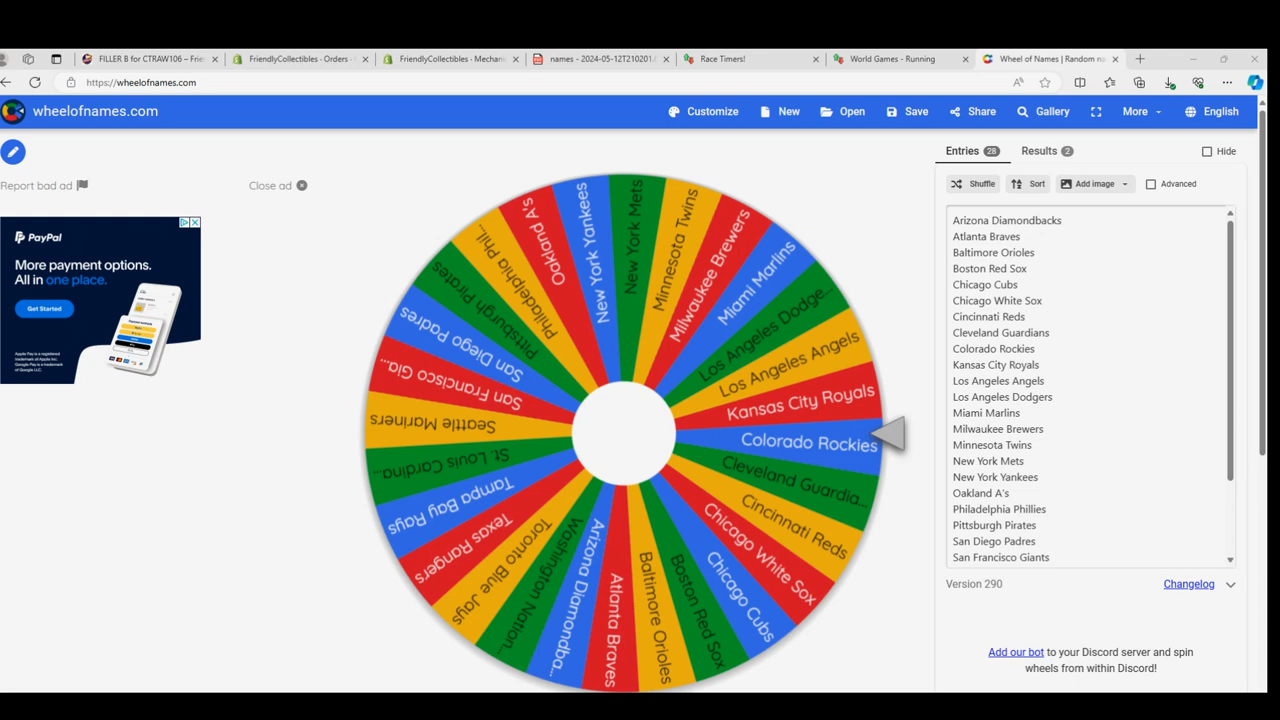 FILLER B for CTRAW106 – Frie
FriendlyCollectibles · Orders ·
FriendlyCollectibles · Mechani
names - 2024-05-12T210201.
Race Timers!
World Games - Running
Wheel of Names | Random na
https://wheelofnames.com
wheelofnames.com
Customize
New
Open
Save
Share
Gallery
More
English
Report bad ad
Close ad
PayPal
More payment options.
All in one place.
Get Started
New York Mets
Minnesota Twins
Milwaukee Brewers
Miami Marlins
Los Angeles Dodge...
Los Angeles Angels
Kansas City Royals
Colorado Rockies
Cleveland Guardia...
Cincinnati Reds
Chicago White Sox
Chicago Cubs
Boston Red Sox
Baltimore Orioles
Atlanta Braves
Arizona Diamondba...
Washington Nation...
Toronto Blue Jays
Texas Rangers
Tampa Bay Rays
St. Louis Cardina...
Seattle Mariners
San Francisco Gia...
San Diego Padres
Pittsburgh Pirates
Philadelphia Phil...
Oakland A's
New York Yankees
Entries 28
Results 2
Hide
Shuffle
Sort
Add image
Advanced
Arizona Diamondbacks
Atlanta Braves
Baltimore Orioles
Boston Red Sox
Chicago Cubs
Chicago White Sox
Cincinnati Reds
Cleveland Guardians
Colorado Rockies
Kansas City Royals
Los Angeles Angels
Los Angeles Dodgers
Miami Marlins
Milwaukee Brewers
Minnesota Twins
New York Mets
New York Yankees
Oakland A's
Philadelphia Phillies
Pittsburgh Pirates
San Diego Padres
San Francisco Giants
Version 290
Changelog
Add our bot to your Discord server and spin
wheels from within Discord!